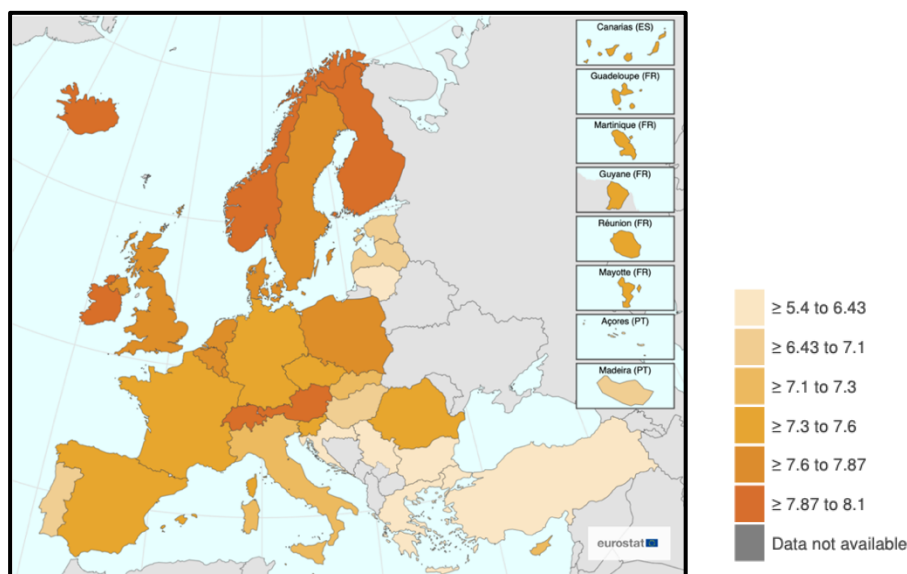 Canarias (ES)
Guadeloupe (FR)
Martinique (FR)
Guyane (FR)
Réunion (FR)
Mayotte (FR)
Açores (PT)
Madeira (PT)
eurostat
≥ 5.4 to 6.43
≥ 6.43 to 7.1
≥ 7.1 to 7.3
≥ 7.3 to 7.6
≥ 7.6 to 7.87
≥ 7.87 to 8.1
Data not available